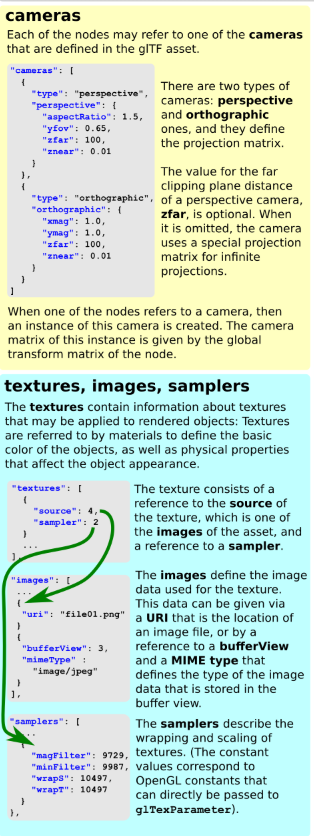 cameras
Each of the nodes may refer to one of the cameras
that are defined in the glTF asset.
"cameras": [
{
"type": "perspective",
"perspective": {
"aspectRatio": 1.5,
"yfov": 0.65,
"zfar": 100,
"znear": 0.01
}
},
{
"type": "orthographic",
"orthographic": {
"xmag": 1.0,
"ymag": 1.0,
"zfar": 100,
"znear": 0.01
}
}
]
There are two types of
cameras: perspective
and orthographic
ones, and they define
the projection matrix.
The value for the far
clipping plane distance
of a perspective camera,
zfar, is optional. When
it is omitted, the camera
uses a special projection
matrix for infinite
projections.
When one of the nodes refers to a camera, then
an instance of this camera is created. The camera
matrix of this instance is given by the global
transform matrix of the node.
textures, images, samplers
The textures contain information about textures
that may be applied to rendered objects: Textures
are referred to by materials to define the basic
color of the objects, as well as physical properties
that affect the object appearance.
"textures": [
{
"source": 4,
"sampler": 2
}
...
],
The texture consists of a
reference to the source of
the texture, which is one of
the images of the asset, and
a reference to a sampler.
"images": [
...
{
"uri": "file01.png"
}
{
"bufferView": 3,
"mimeType" :
"image/jpeg"
}
],
The images define the image
data used for the texture.
This data can be given via
a URI that is the location of
an image file, or by a
reference to a bufferView
and a MIME type that
defines the type of the image
data that is stored in the
buffer view.
"samplers": [
...
{
"magFilter": 9729,
"minFilter": 9987,
"wrapS": 10497,
"wrapT": 10497
}
},
The samplers describe the
wrapping and scaling of
textures. (The constant
values correspond to
OpenGL constants that
can directly be passed to
glTexParameter).